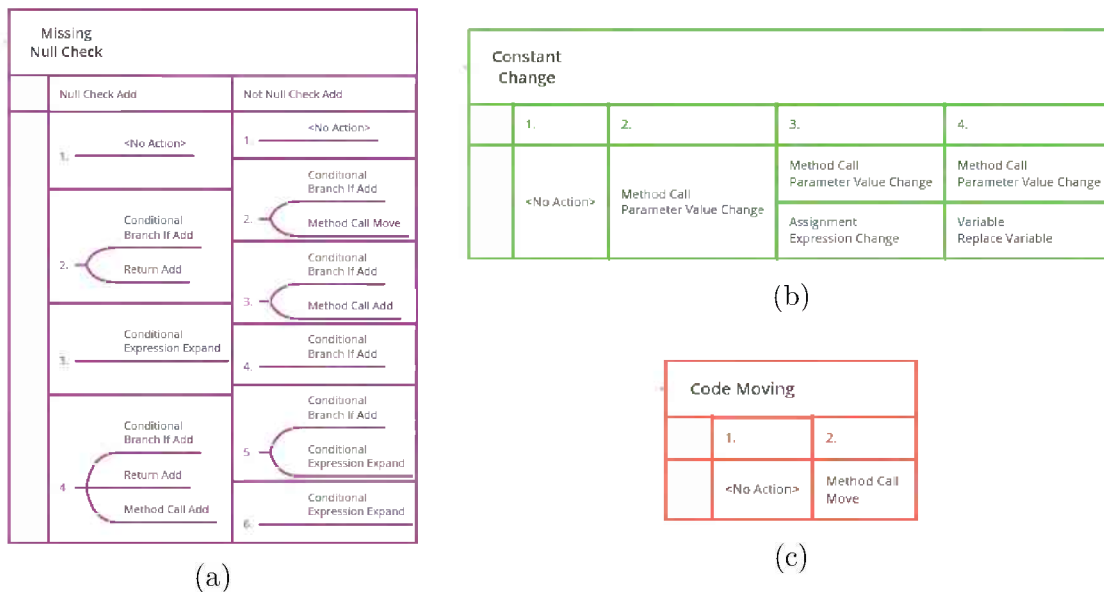 Missing
Null Check
Null Check Add
Not Null Check Add
1.
<No Action>
2.
Conditional
Branch If Add
Return Add
3.
Conditional
Expression Expand
4
Conditional
Branch If Add
Return Add
Method Call Add
1.
<No Action>
2.
Conditional
Branch If Add
Method Call Move
3.
Conditional
Branch If Add
Method Call Add
4.
Conditional
Branch If Add
5
Conditional
Branch If Add
Conditional
Expression Expand
6.
Conditional
Expression Expand
(a)
Constant
Change
1.
2.
3.
4.
<No Action>
Method Call
Parameter Value Change
Method Call
Parameter Value Change
Assignment
Expression Change
Method Call
Parameter Value Change
Variable
Replace Variable
(b)
Code Moving
1.
2.
<No Action>
Method Call
Move
(c)